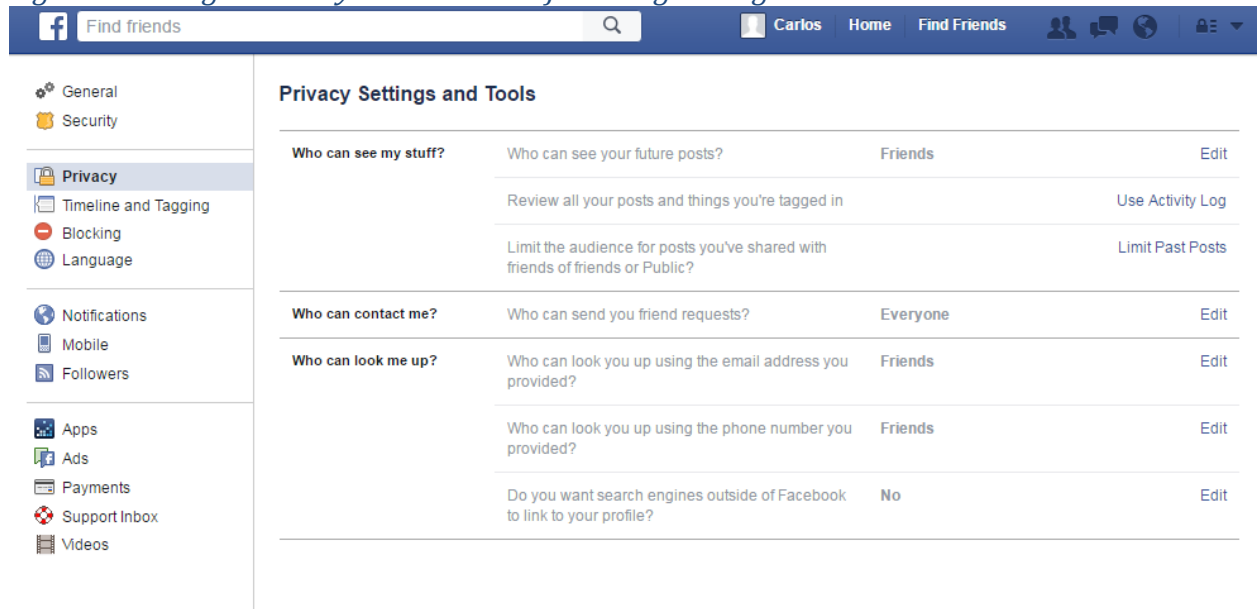 f
Find friends
Carlos Home Find Friends
General
Security
Privacy
Timeline and Tagging
Blocking
Language
Notifications
Mobile
Followers
Apps
Ads
Payments
Support Inbox
Videos
Privacy Settings and Tools
Who can see my stuff? Who can see your future posts? Friends Edit
Review all your posts and things you're tagged in Use Activity Log
Limit the audience for posts you've shared with Limit Past Posts
friends of friends or Public?
Who can contact me? Who can send you friend requests? Everyone Edit
Who can look me up? Who can look you up using the email address you Friends Edit
provided?
Who can look you up using the phone number you Friends Edit
provided?
Do you want search engines outside of Facebook No Edit
to link to your profile?